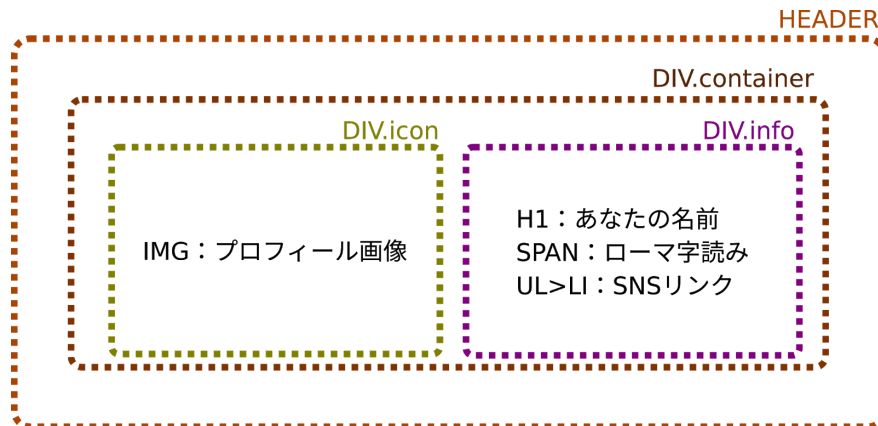 HEADER
DIV.container
DIV.icon
DIV.info
IMG：プロフィール画像
H1：あなたの名前
SPAN：ローマ字読み
UL>LI：SNSリンク